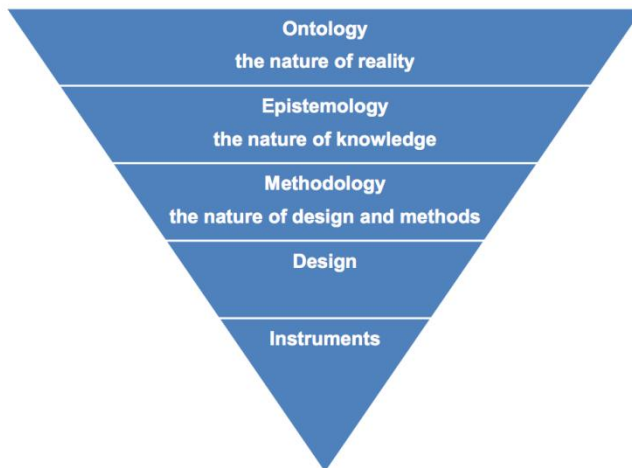 Ontology
the nature of reality
Epistemology
the nature of knowledge
Methodology
the nature of design and methods
Design
Instruments